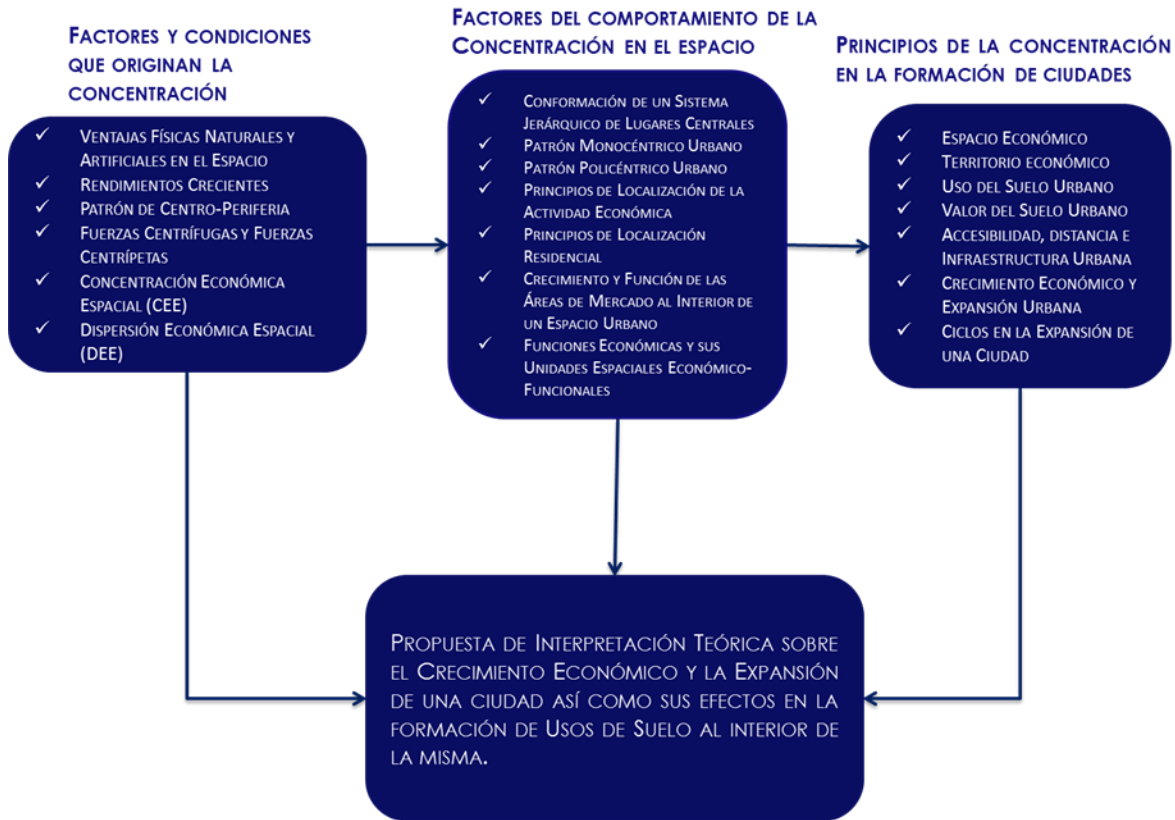 FACTORES Y CONDICIONES
QUE ORIGINAN LA
CONCENTRACIÓN
✓ VENTAJAS FÍSICAS NATURALES Y
ARTIFICIALES EN EL ESPACIO
✓ RENDIMIENTOS CRECIENTES
✓ PATRÓN DE CENTRO-PERIFERIA
✓ FUERZAS CENTRÍFUGAS Y FUERZAS
CENTRÍPETAS
✓ CONCENTRACIÓN ECONÓMICA
ESPACIAL (CEE)
✓ DISPERSIÓN ECONÓMICA ESPACIAL
(DEE)
FACTORES DEL COMPORTAMIENTO DE LA
CONCENTRACIÓN EN EL ESPACIO
✓ CONFORMACIÓN DE UN SISTEMA
JERÁRQUICO DE LUGARES CENTRALES
✓ PATRÓN MONOCÉNTRICO URBANO
✓ PATRÓN POLICÉNTRICO URBANO
✓ PRINCIPIOS DE LOCALIZACIÓN DE LA
ACTIVIDAD ECONÓMICA
✓ PRINCIPIOS DE LOCALIZACIÓN
RESIDENCIAL
✓ CRECIMIENTO Y FUNCIÓN DE LAS
ÁREAS DE MERCADO AL INTERIOR DE
UN ESPACIO URBANO
✓ FUNCIONES ECONÓMICAS Y SUS
UNIDADES ESPACIALES ECONÓMICO-
FUNCIONALES
PRINCIPIOS DE LA CONCENTRACIÓN
EN LA FORMACIÓN DE CIUDADES
✓ ESPACIO ECONÓMICO
✓ TERRITORIO ECONÓMICO
✓ USO DEL SUELO URBANO
✓ VALOR DEL SUELO URBANO
✓ ACCESIBILIDAD, DISTANCIA E
INFRAESTRUCTURA URBANA
✓ CRECIMIENTO ECONÓMICO Y
EXPANSIÓN URBANA
✓ CICLOS EN LA EXPANSIÓN DE
UNA CIUDAD
PROPUESTA DE INTERPRETACIÓN TEÓRICA SOBRE
EL CRECIMIENTO ECONÓMICO Y LA EXPANSIÓN
DE UNA CIUDAD ASÍ COMO SUS EFECTOS EN LA
FORMACIÓN DE USOS DE SUELO AL INTERIOR DE
LA MISMA.